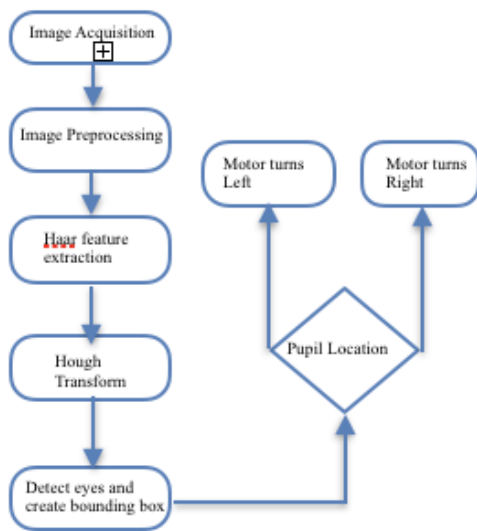 Image Acquisition
Image Preprocessing
Haar feature
extraction
Hough
Transform
Detect eyes and
create bounding box
Pupil Location
Motor turns
Left
Motor turns
Right